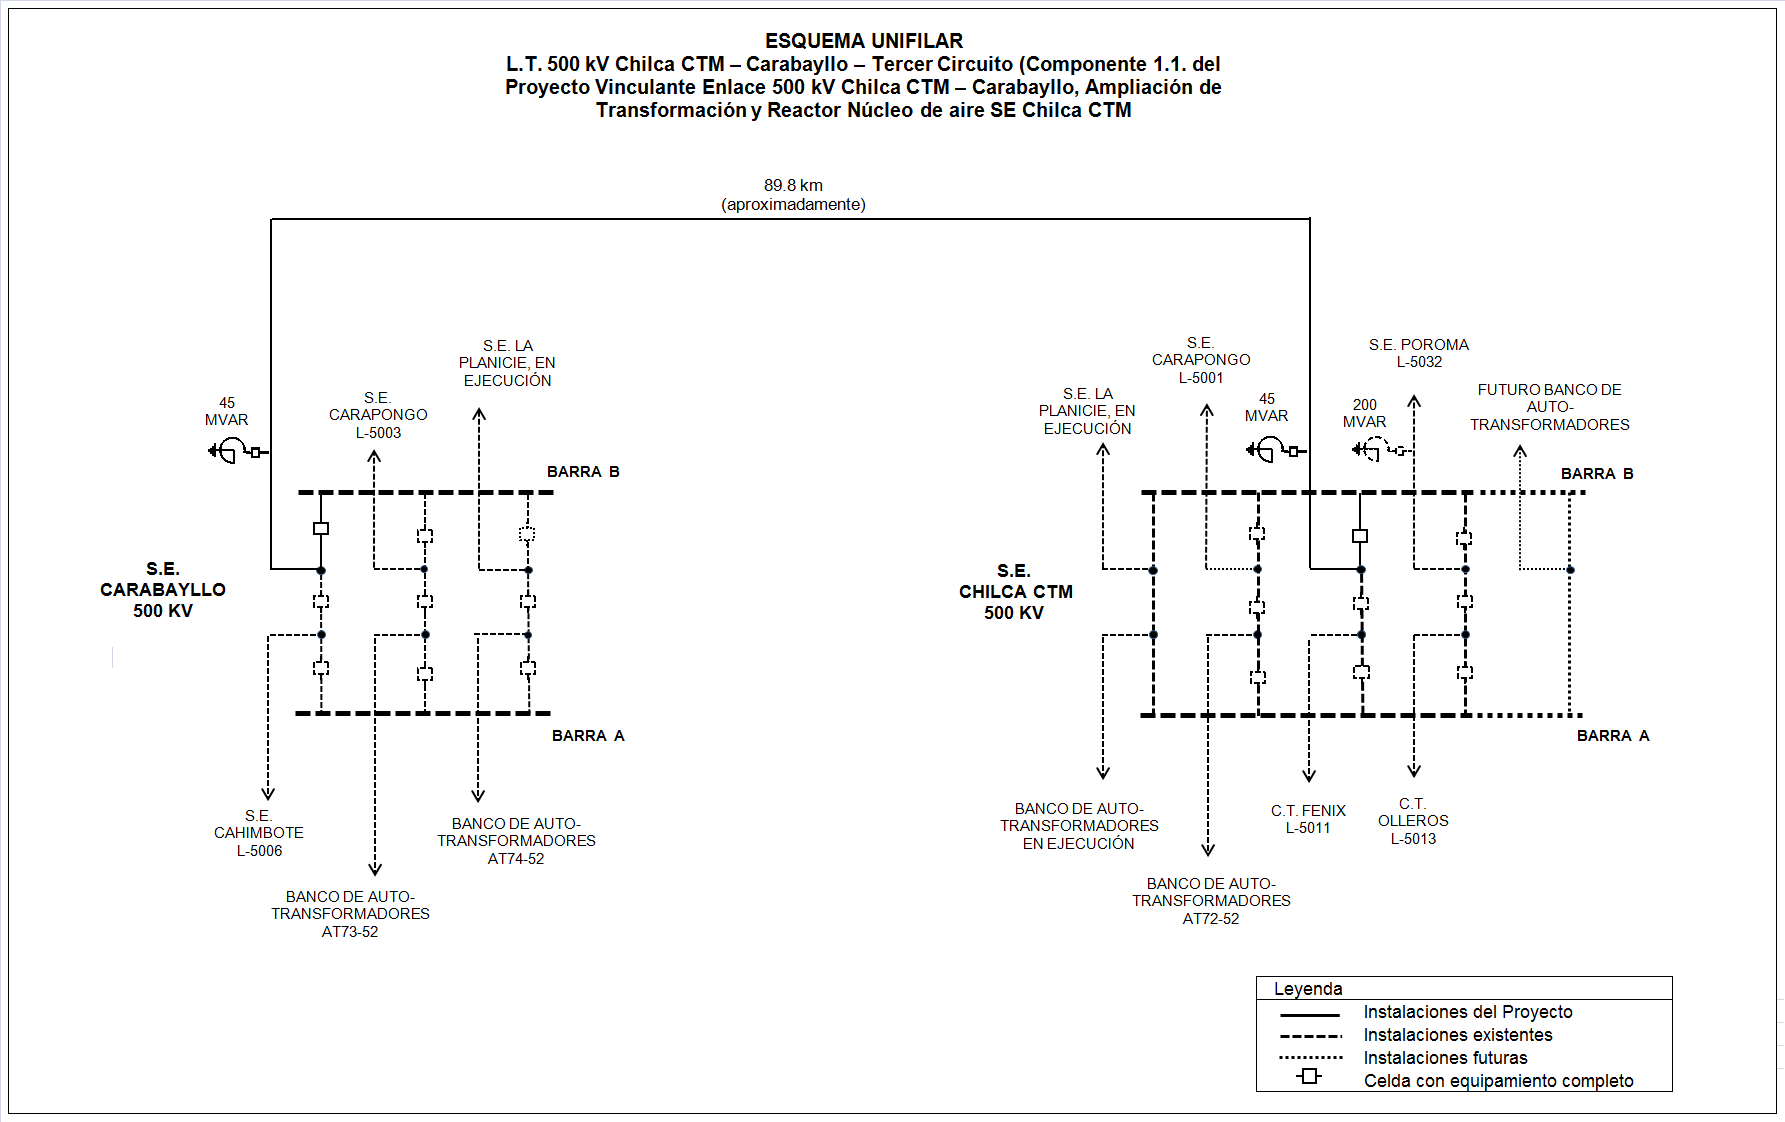 ESQUEMA UNIFILAR
L.T. 500 kV Chilca CTM – Carabayllo – Tercer Circuito (Componente 1.1. del
Proyecto Vinculante Enlace 500 kV Chilca CTM – Carabayllo, Ampliación de
Transformación y Reactor Núcleo de aire SE Chilca CTM
89.8 km
(aproximadamente)
45
MVAR
S.E.
CARAPONGO
L-5003
S.E. LA
PLANICIE, EN
EJECUCIÓN
BARRA B
S.E.
CARABAYLLO
500 KV
BARRA A
S.E.
CAHIMBOTE
L-5006
BANCO DE AUTO-
TRANSFORMADORES
AT73-52
BANCO DE AUTO-
TRANSFORMADORES
AT74-52
S.E. LA
PLANICIE, EN
EJECUCIÓN
S.E.
CARAPONGO
L-5001
45
MVAR
200
MVAR
S.E. POROMA
L-5032
FUTURO BANCO DE
AUTO-
TRANSFORMADORES
BARRA B
S.E.
CHILCA CTM
500 KV
BARRA A
BANCO DE AUTO-
TRANSFORMADORES
EN EJECUCIÓN
BANCO DE AUTO-
TRANSFORMADORES
AT72-52
C.T. FENIX
L-5011
C.T.
OLLEROS
L-5013
Leyenda
Instalaciones del Proyecto
Instalaciones existentes
Instalaciones futuras
Celda con equipamiento completo